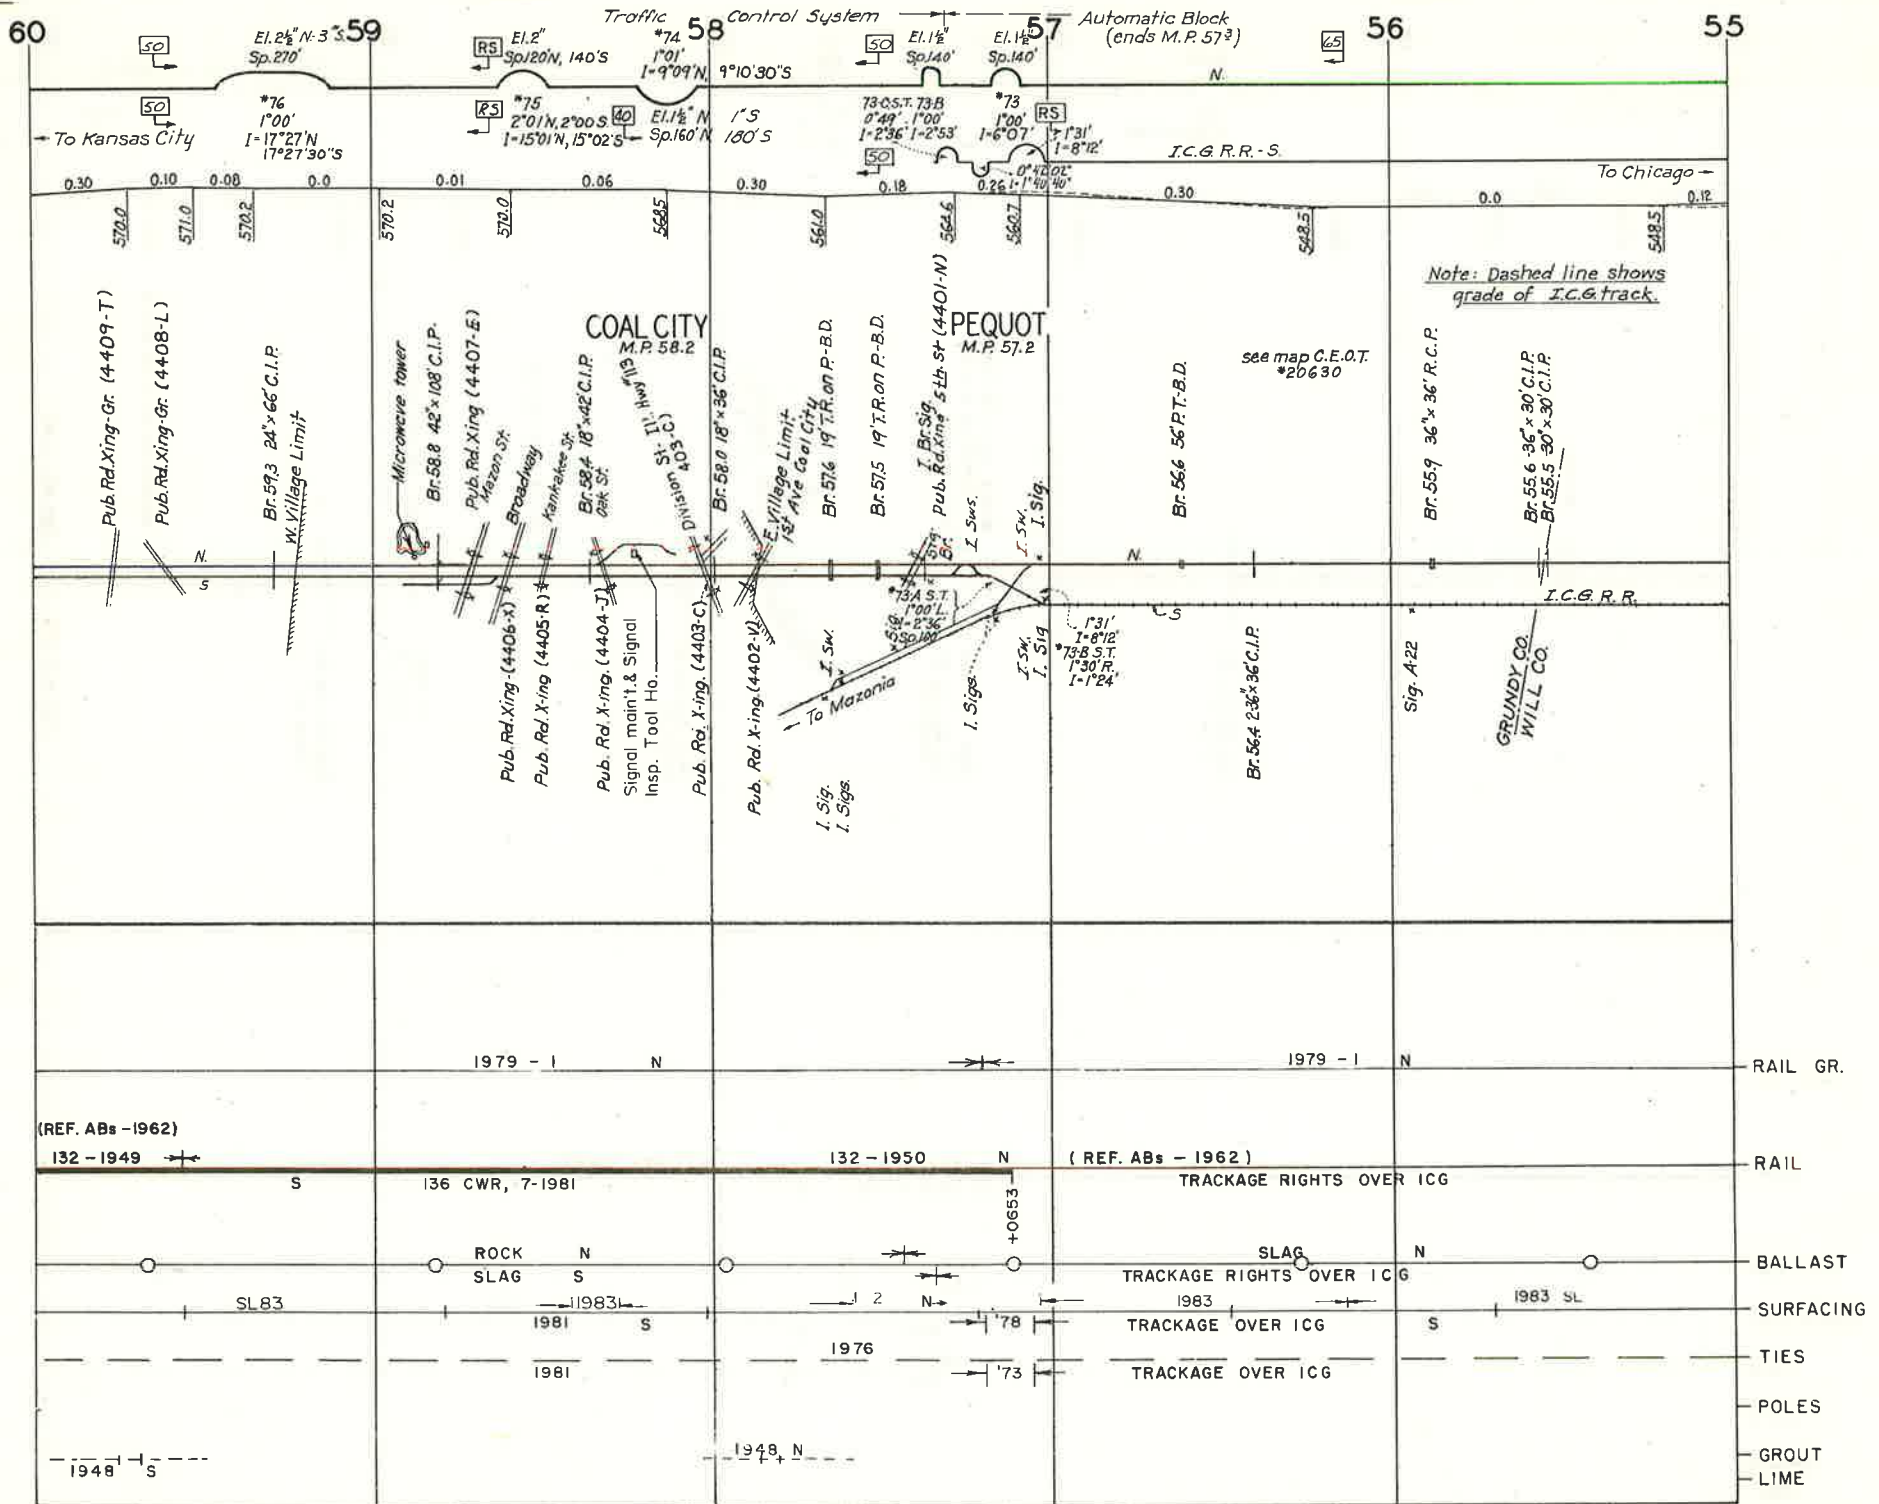 60
59
58
57
56
55
Traffic Control System
Automatic Block
(ends M.P. 57³)
50
El. 2½" N-3" S.
Sp. 270'
RS
El. 2"
Sp. 120'N, 140'S
#74
1°01'
I=9°09'N, 9°10'30"S
50
El. 1½"
Sp. 140'
El. 1½"
Sp. 140'
65
N.
50
#76
1°00'
I=17°27'N
17°27'30"S
RS
#75
2°01'N, 2°00'S.
I=15°01'N, 15°02'S
40
El. 1½" N 1" S
Sp. 160' N 180' S
73-C.S.T. 73-B
0°49' 1°00'
I=2°36' I=2°53'
#73
1°00'
I=6°07'
RS
1°31'
I=8°12'
50
I.C.G. R.R.-S.
To Kansas City
To Chicago
0.30
0.10
0.08
0.0
0.01
0.06
0.30
0.18
0.26
0.30
0.0
0.12
570.0
571.0
570.2
570.2
570.0
568.5
561.0
564.6
560.7
548.5
548.5
Note: Dashed line shows
grade of I.C.G. track.
COAL CITY
M.P. 58.2
PEQUOT
M.P. 57.2
see map C.E.O.T.
#20630
Pub. Rd. Xing-Gr. (4409-T)
Pub. Rd. Xing-Gr. (4408-L)
Br. 59.3 24"x66' C.I.P.
W. Village Limit
Microwave tower
Br. 58.8 42"x108' C.I.P.
Pub. Rd. Xing (4407-E)
Mazon St.
Broadway
Kankakee St.
Br. 58.4 18"x42' C.I.P.
Oak St.
Division St. Ill. Hwy #113
403-C)
Br. 58.0 18"x36' C.I.P.
E. Village Limit
1st Ave Coal City
Br. 57.6 19' T.R. on P.-B.D.
Br. 57.5 19' T.R. on P.-B.D.
I. Br. Sig.
Pub. Rd. Xing 5th St (4401-N)
Sig.
Br.
I. Sws.
I. Sw.
I. Sig.
Br. 56.6 56' P.T.-B.D.
Br. 55.9 36"x36' R.C.P.
Br. 55.6 -36"x30' C.I.P.
Br. 55.5 -30"x30' C.I.P.
N.
S
N.
I.C.G. R.R.
S
#73-A S.T.
1°00' L.
I=2°36'
Sp. 100'
Sig.
1°31'
I=8°12'
#73-B S.T.
1°30' R.
I=1°24'
Pub. Rd. Xing-(4406-X)
Pub. Rd. X-ing (4405-R)
Pub. Rd. X-ing. (4404-J)
Signal main't. & Signal
Insp. Tool Ho.
Pub. Rd. X-ing. (4403-C)
Pub. Rd. X-ing. (4402-V)
I. Sw.
To Mazonia
I. Sigs.
I. Sw.
I. Sig
I. Sig.
I. Sigs.
Br. 56.4 2-36"x36' C.I.P.
Sig. A-22
GRUNDY CO.
WILL CO.
1979 - 1 N
1979 - 1 N
RAIL GR.
(REF. ABs -1962)
132-1949
132-1950 N
( REF. ABs - 1962 )
RAIL
S
136 CWR, 7-1981
TRACKAGE RIGHTS OVER ICG
+0653
ROCK N
SLAG N
BALLAST
SLAG S
TRACKAGE RIGHTS OVER ICG
SL83
1983
1 2 N
1983
1983 SL
SURFACING
1981 S
'78
TRACKAGE OVER ICG S
1976
TIES
1981
'73
TRACKAGE OVER ICG
POLES
1948 N
GROUT
1948 S
LIME